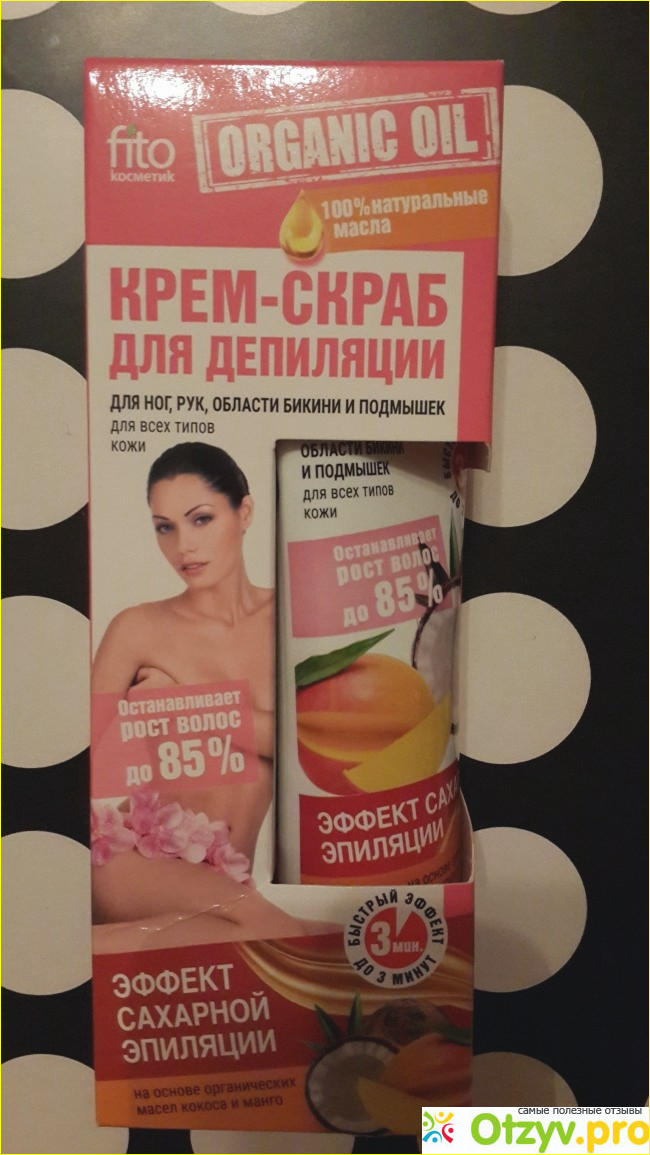 fito
косметик
ORGANIC OIL
100% натуральные
масла
КРЕМ-СКРАБ
ДЛЯ ДЕПИЛЯЦИИ
ДЛЯ НОГ, РУК, ОБЛАСТИ БИКИНИ И ПОДМЫШЕК
для всех типов
кожи
ОБЛАСТИ БИКИНИ
И ПОДМЫШЕК
для всех типов
кожи
Останавливает
рост волос
до 85%
Останавливает
рост волос
до 85%
ЭФФЕКТ
ЭПИЛЯЦИИ
на основе
БЫСТРЫЙ ЭФФЕКТ
3 мин.
ДО 3 МИНУТ
ЭФФЕКТ
САХАРНОЙ
ЭПИЛЯЦИИ
на основе органических
масел кокоса и манго
самые полезные отзывы
Otzyv.pro